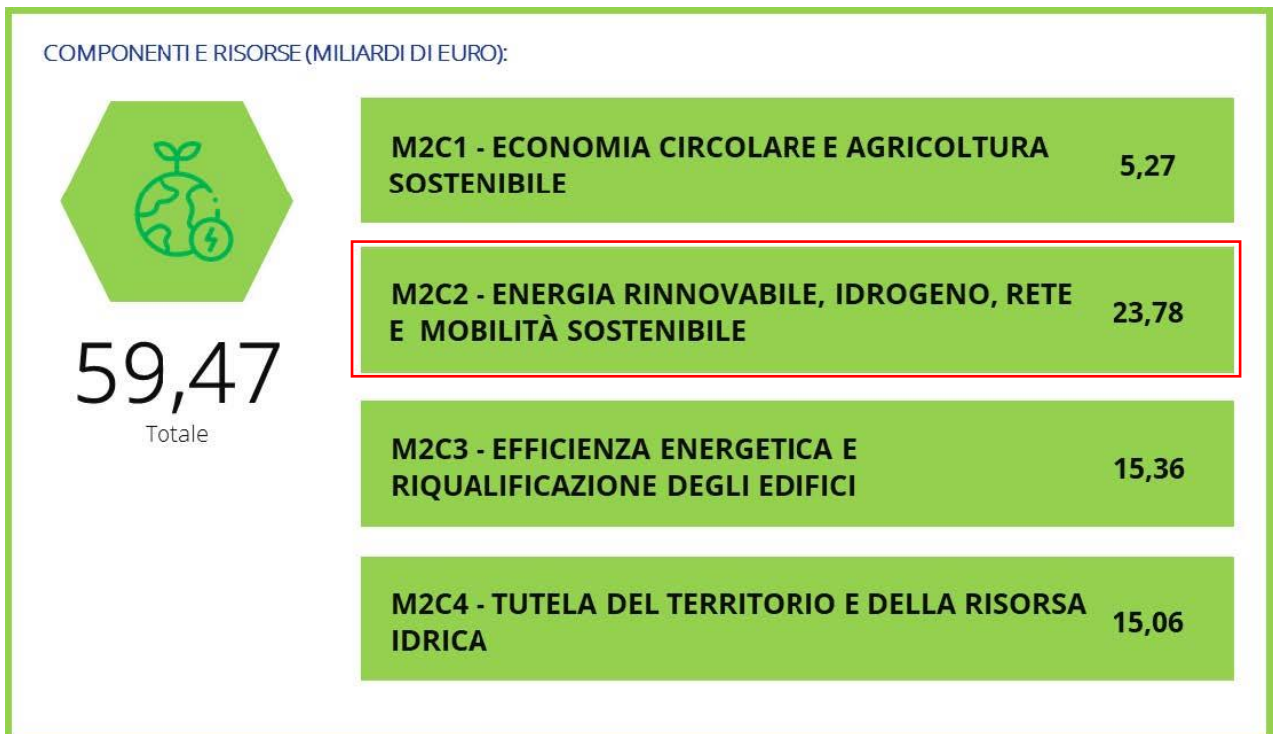 COMPONENTI E RISORSE (MILIARDI DI EURO):
59,47
Totale
M2C1 - ECONOMIA CIRCOLARE E AGRICOLTURA
SOSTENIBILE
5,27
M2C2 - ENERGIA RINNOVABILE, IDROGENO, RETE
E MOBILITÀ SOSTENIBILE
23,78
M2C3 - EFFICIENZA ENERGETICA E
RIQUALIFICAZIONE DEGLI EDIFICI
15,36
M2C4 - TUTELA DEL TERRITORIO E DELLA RISORSA
IDRICA
15,06